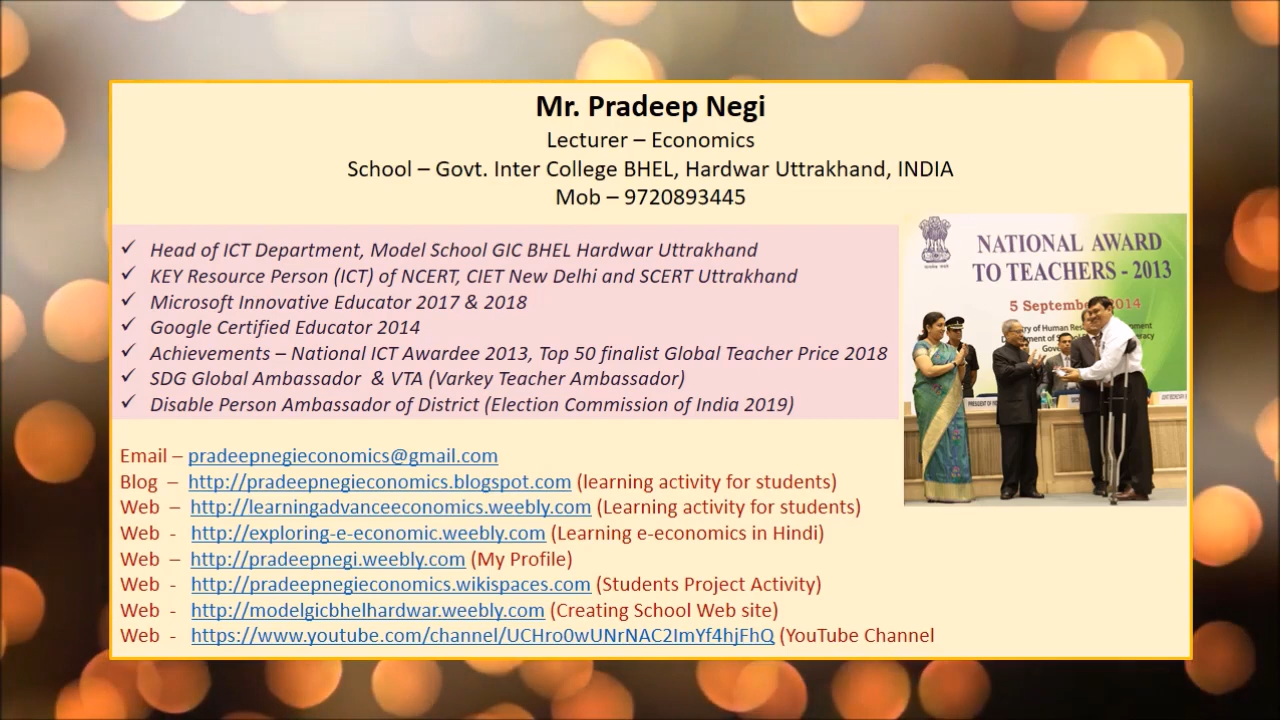 Mr. Pradeep Negi
Lecturer – Economics
School – Govt. Inter College BHEL, Hardwar Uttrakhand, INDIA
Mob – 9720893445
✓ Head of ICT Department, Model School GIC BHEL Hardwar Uttrakhand
✓ KEY Resource Person (ICT) of NCERT, CIET New Delhi and SCERT Uttrakhand
✓ Microsoft Innovative Educator 2017 & 2018
✓ Google Certified Educator 2014
✓ Achievements – National ICT Awardee 2013, Top 50 finalist Global Teacher Price 2018
✓ SDG Global Ambassador & VTA (Varkey Teacher Ambassador)
✓ Disable Person Ambassador of District (Election Commission of India 2019)
NATIONAL AWARD
TO TEACHERS - 2013
5 September 2014
Email – pradeepnegieconomics@gmail.com
Blog – http://pradeepnegieconomics.blogspot.com (learning activity for students)
Web – http://learningadvanceeconomics.weebly.com (Learning activity for students)
Web - http://exploring-e-economic.weebly.com (Learning e-economics in Hindi)
Web – http://pradeepnegi.weebly.com (My Profile)
Web - http://pradeepnegieconomics.wikispaces.com (Students Project Activity)
Web - http://modelgicbhelhardwar.weebly.com (Creating School Web site)
Web - https://www.youtube.com/channel/UCHro0wUNrNAC2ImYf4hjFhQ (YouTube Channel